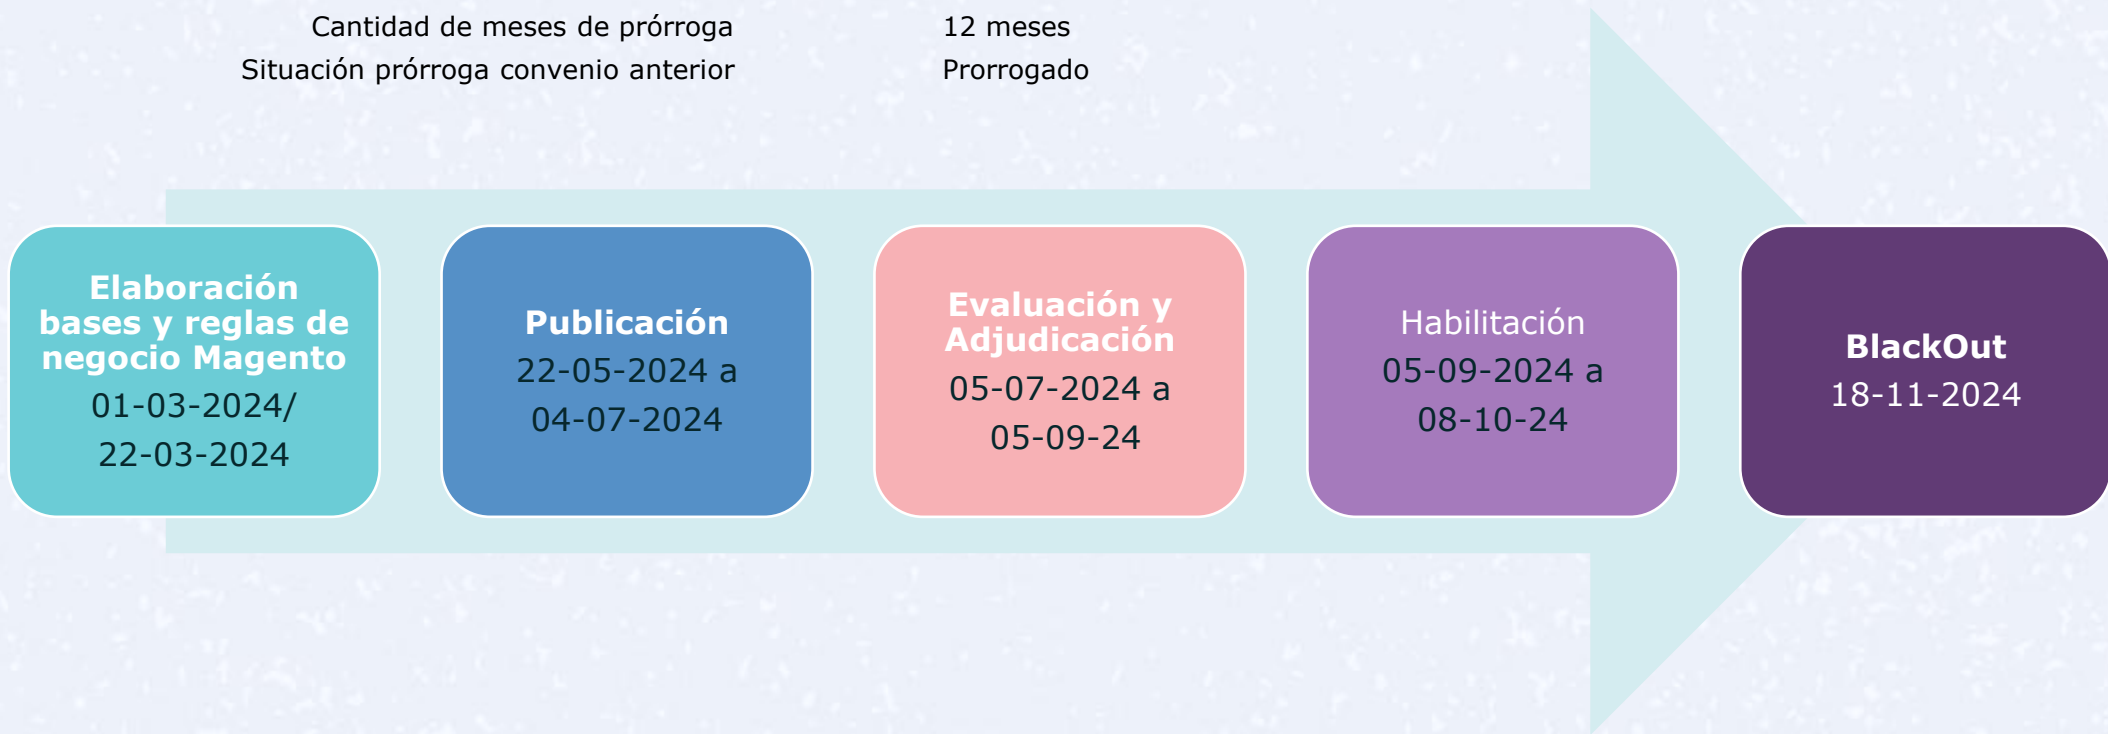 Cantidad de meses de prórroga 12 meses
Situación prórroga convenio anterior Prorrogado
Elaboración
bases y reglas de
negocio Magento
01-03-2024/
22-03-2024
Publicación
22-05-2024 a
04-07-2024
Evaluación y
Adjudicación
05-07-2024 a
05-09-24
Habilitación
05-09-2024 a
08-10-24
BlackOut
18-11-2024